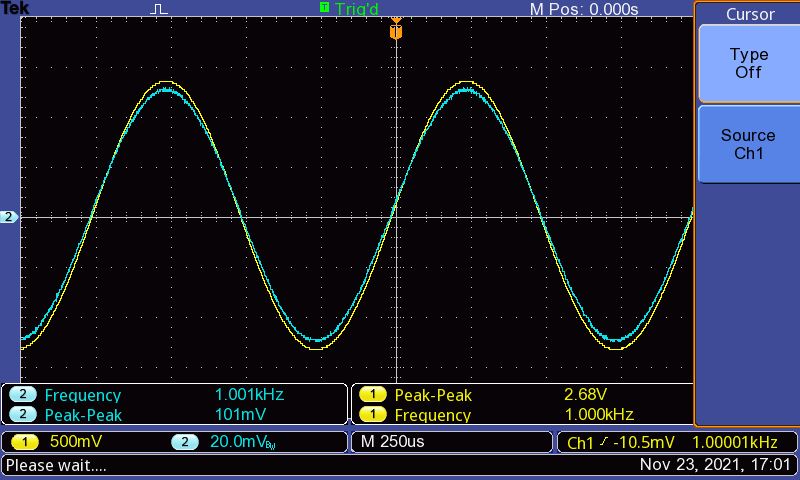 Tek T Trig'd M Pos: 0.000s Cursor
T
Type
Off
Source
Ch1
2
2 Frequency 1.001kHz 1 Peak-Peak 2.68V
2 Peak-Peak 101mV 1 Frequency 1.000kHz
1 500mV 2 20.0mVBW M 250us Ch1 -10.5mV 1.00001kHz
Please wait.... Nov 23, 2021, 17:01